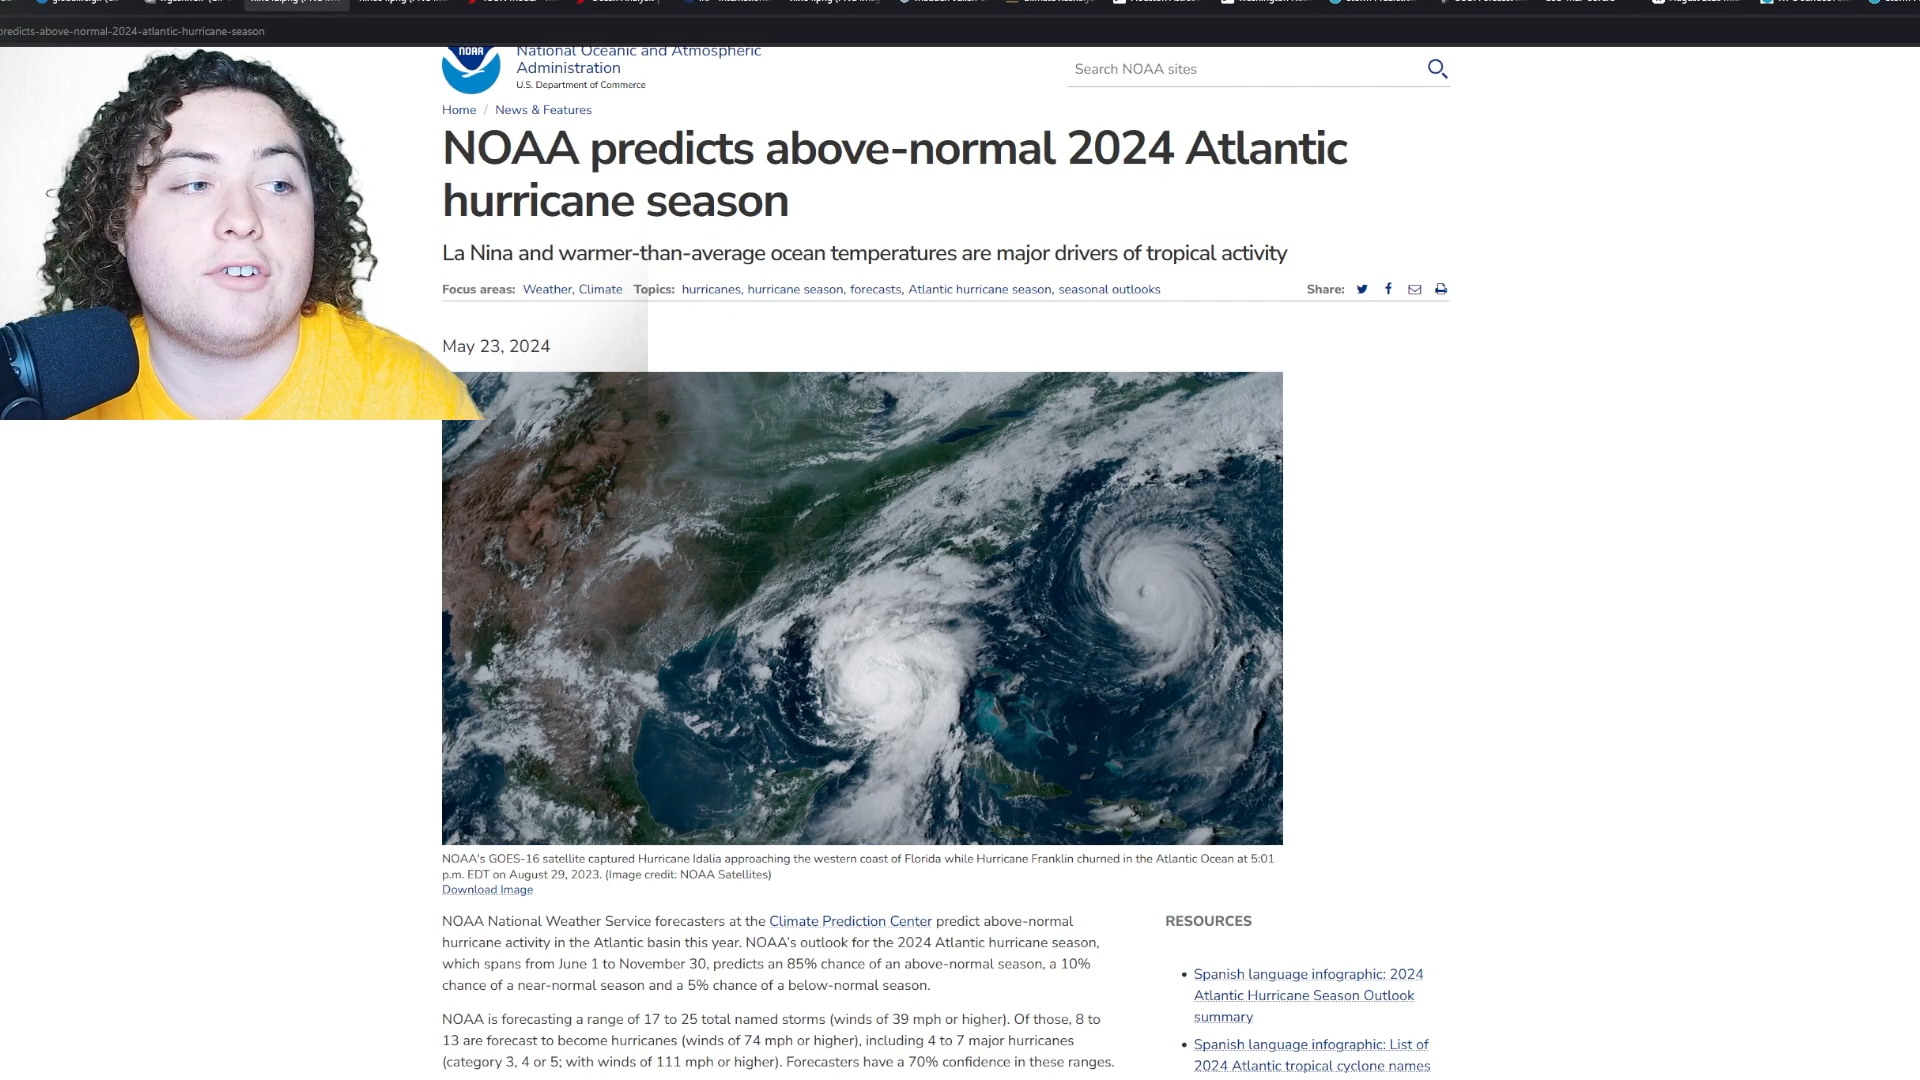 predicts-above-normal-2024-atlantic-hurricane-season
NOAA
National Oceanic and Atmospheric
Administration
U.S. Department of Commerce
Search NOAA sites
Home / News & Features
NOAA predicts above-normal 2024 Atlantic
hurricane season
La Nina and warmer-than-average ocean temperatures are major drivers of tropical activity
Focus areas: Weather, Climate Topics: hurricanes, hurricane season, forecasts, Atlantic hurricane season, seasonal outlooks
Share:
May 23, 2024
NOAA's GOES-16 satellite captured Hurricane Idalia approaching the western coast of Florida while Hurricane Franklin churned in the Atlantic Ocean at 5:01
p.m. EDT on August 29, 2023. (Image credit: NOAA Satellites)
Download Image
NOAA National Weather Service forecasters at the Climate Prediction Center predict above-normal
hurricane activity in the Atlantic basin this year. NOAA's outlook for the 2024 Atlantic hurricane season,
which spans from June 1 to November 30, predicts an 85% chance of an above-normal season, a 10%
chance of a near-normal season and a 5% chance of a below-normal season.
NOAA is forecasting a range of 17 to 25 total named storms (winds of 39 mph or higher). Of those, 8 to
13 are forecast to become hurricanes (winds of 74 mph or higher), including 4 to 7 major hurricanes
(category 3, 4 or 5; with winds of 111 mph or higher). Forecasters have a 70% confidence in these ranges.
RESOURCES
• Spanish language infographic: 2024
Atlantic Hurricane Season Outlook
summary
• Spanish language infographic: List of
2024 Atlantic tropical cyclone names